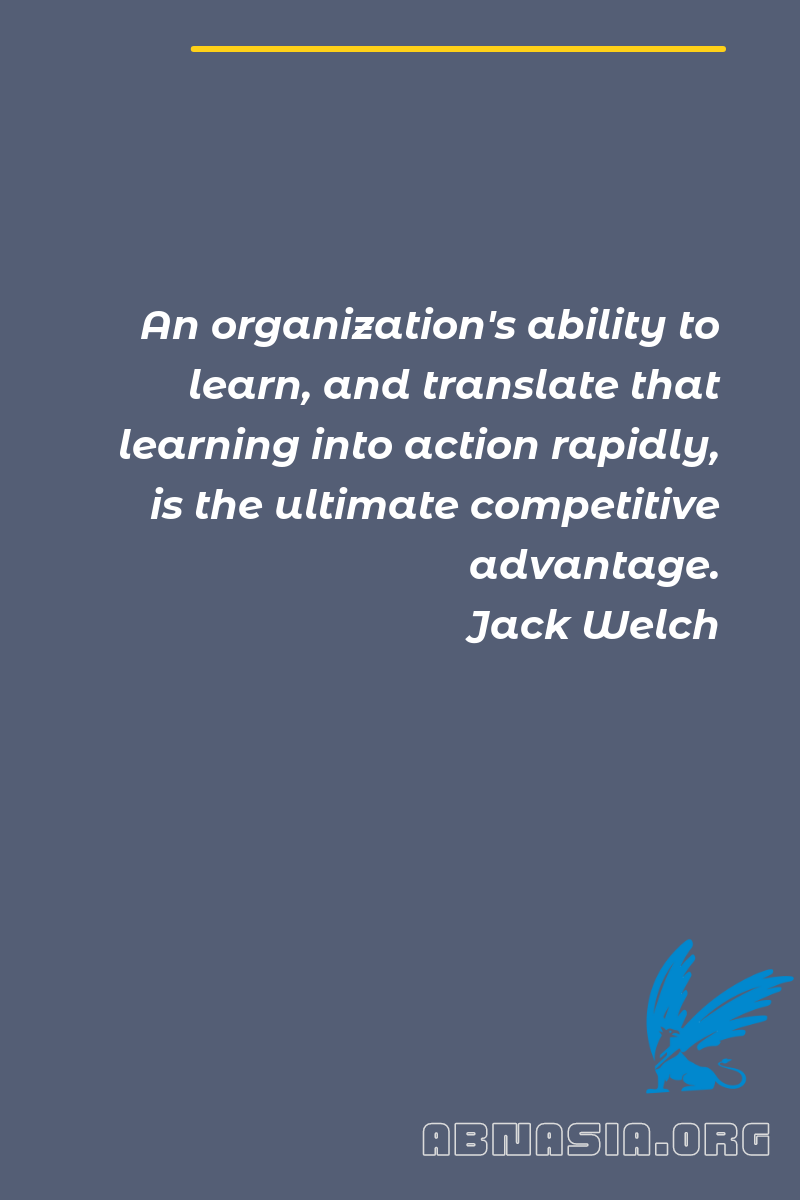 An organization's ability to
learn, and translate that
learning into action rapidly,
is the ultimate competitive
advantage.
Jack Welch
ABNASIA.ORG